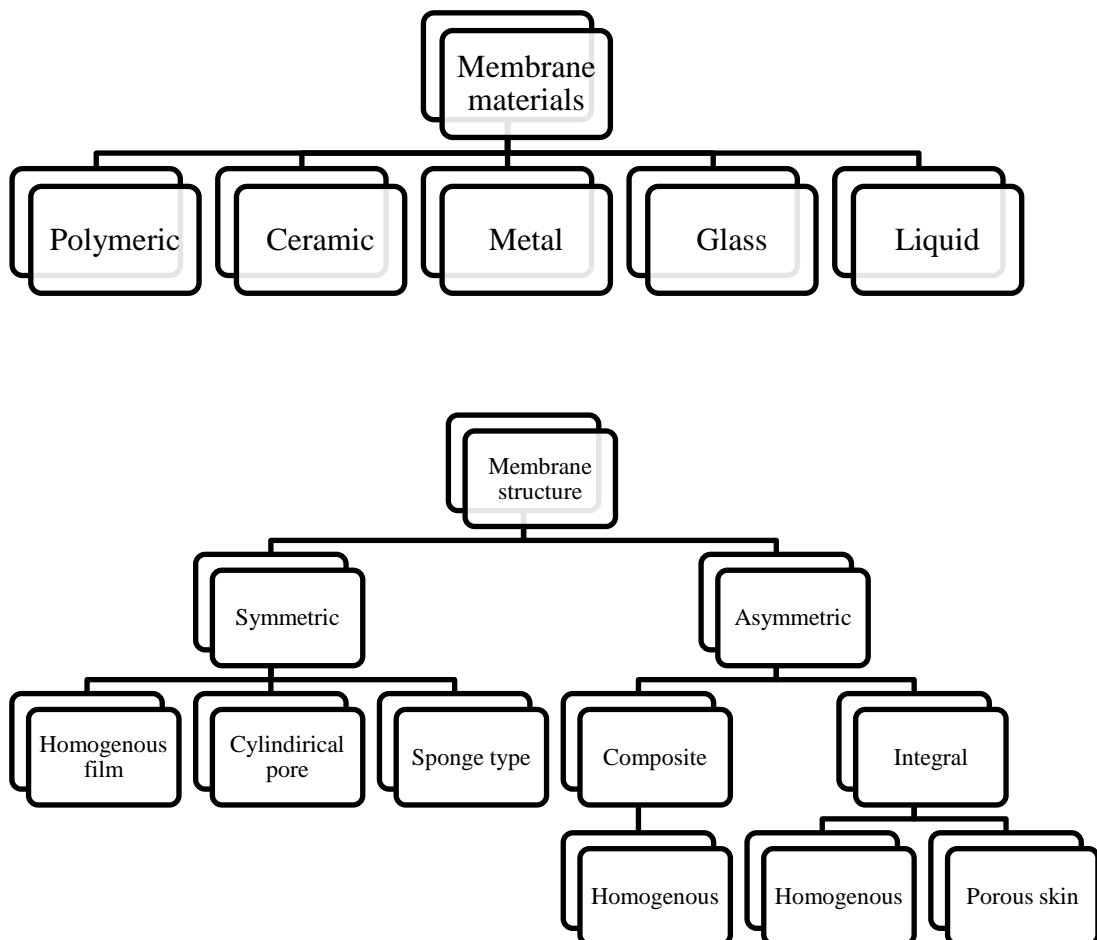 Membrane
materials
Polymeric
Ceramic
Metal
Glass
Liquid
Membrane
structure
Symmetric
Asymmetric
Homogenous
film
Cylindirical
pore
Sponge type
Composite
Integral
Homogenous
Homogenous
Porous skin